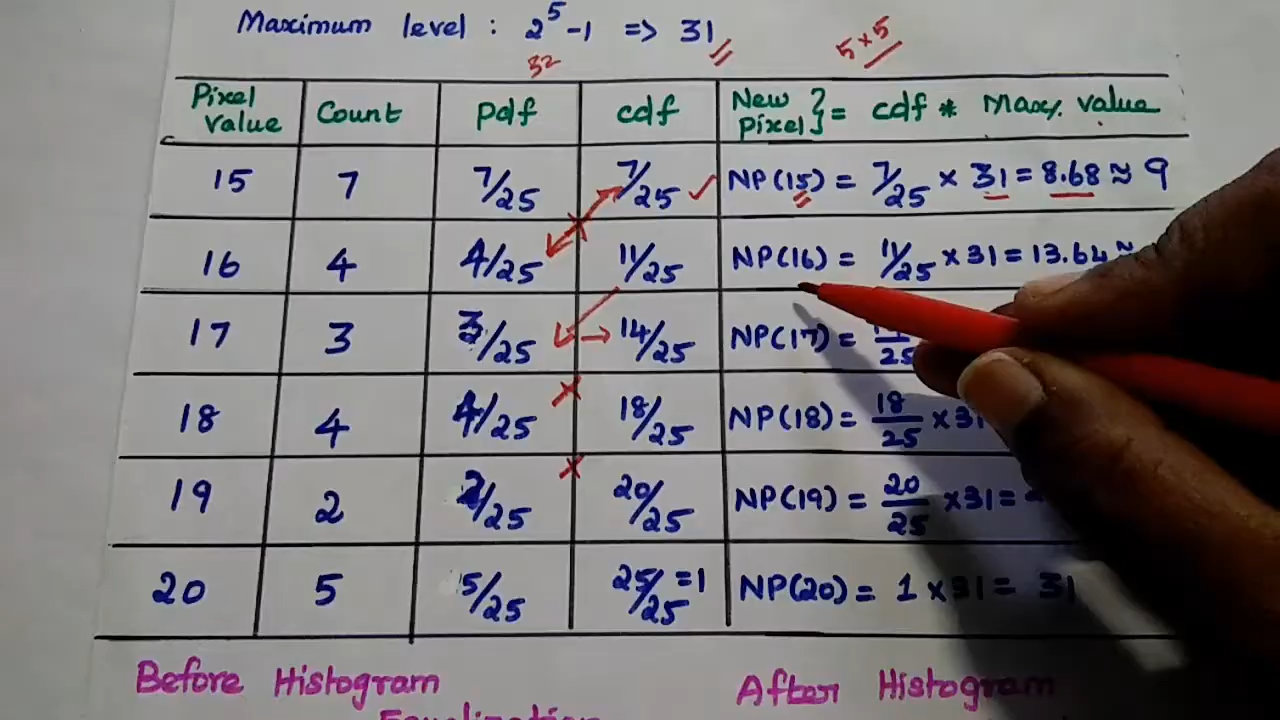 Maximum level : 2^5 - 1 => 31
32
5 × 5
Pixel value Count Pdf cdf New Pixel } = cdf * Max. value
15 7 7/25 7/25 ✓ NP(15) = 7/25 × 31 = 8.68 ≈ 9
16 4 4/25 11/25 NP(16) = 11/25 × 31 = 13.64 ≈
17 3 3/25 14/25 NP(17) = 25
18 4 4/25 18/25 NP(18) = 18/25 × 31
19 2 2/25 20/25 NP(19) = 20/25 × 31 =
20 5 5/25 25/25 = 1 NP(20) = 1 × 31 = 31
Before Histogram After Histogram